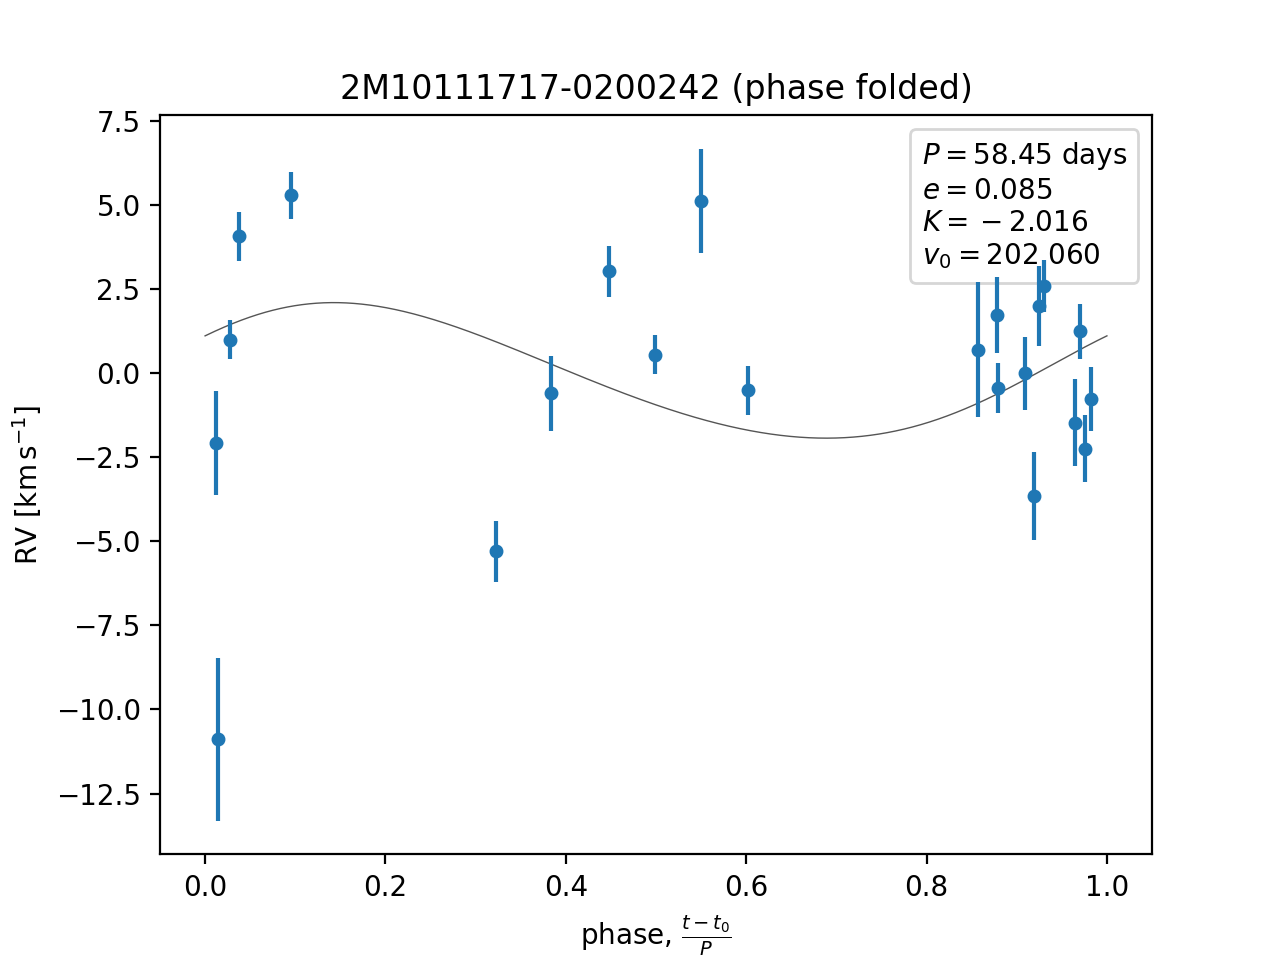 2M10111717-0200242 (phase folded)
P = 58.45 days
e = 0.085
K = −2.016
v₀ = 202.060
7.5
5.0
2.5
0.0
−2.5
−5.0
−7.5
−10.0
−12.5
RV [km s⁻¹]
0.0 0.2 0.4 0.6 0.8 1.0
phase, (t − t₀)/P